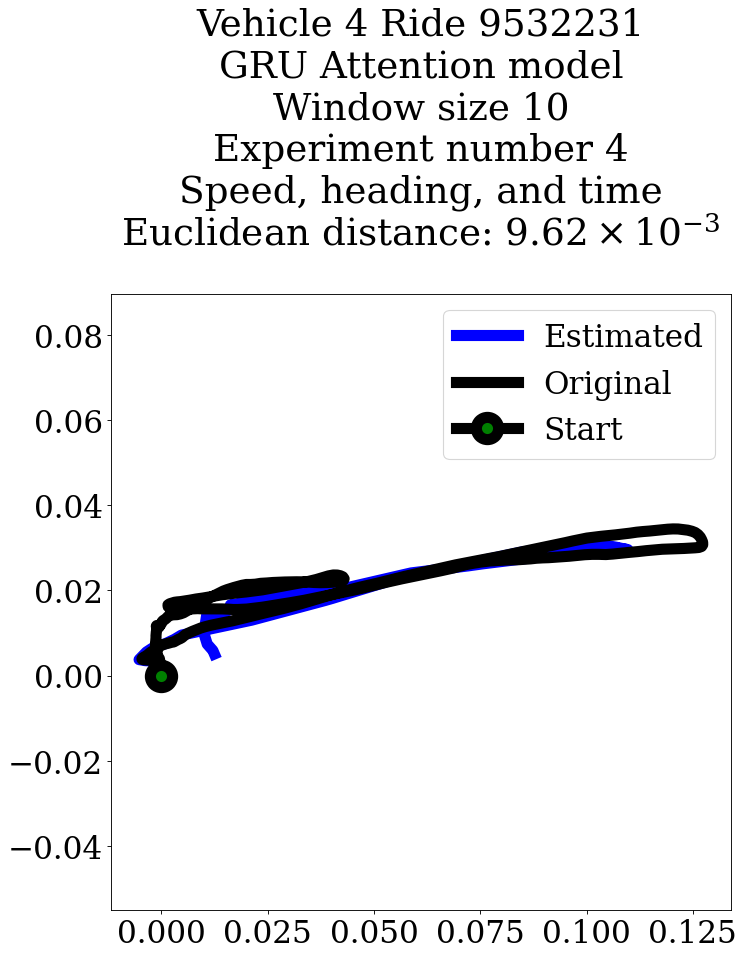 Vehicle 4 Ride 9532231
GRU Attention model
Window size 10
Experiment number 4
Speed, heading, and time
Euclidean distance: 9.62 × 10⁻³
Estimated
Original
Start
0.08
0.06
0.04
0.02
0.00
−0.02
−0.04
0.000 0.025 0.050 0.075 0.100 0.125